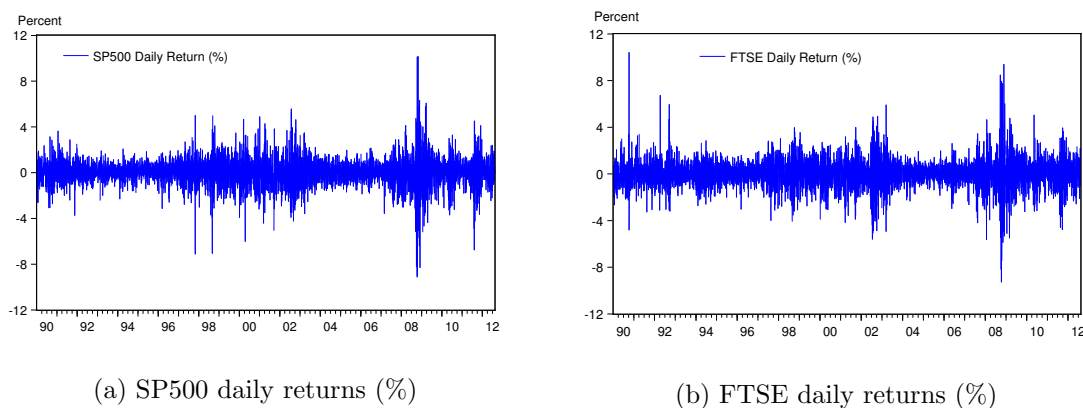 Percent
12
SP500 Daily Return (%)
8
4
0
-4
-8
-12
90 92 94 96 98 00 02 04 06 08 10 12
(a) SP500 daily returns (%)
Percent
12
FTSE Daily Return (%)
8
4
0
-4
-8
-12
90 92 94 96 98 00 02 04 06 08 10 12
(b) FTSE daily returns (%)